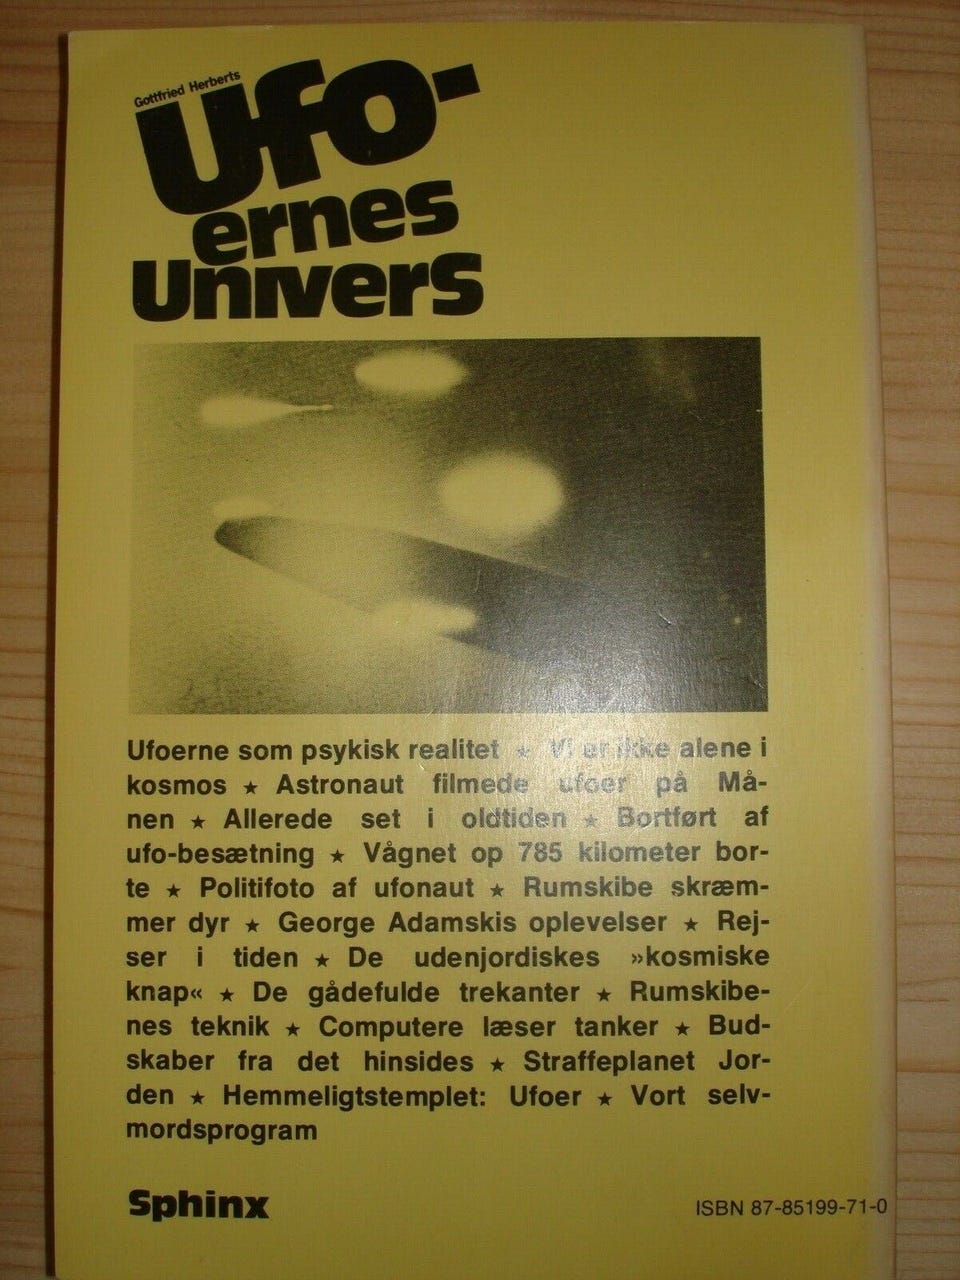 Gottfried Herberts
Ufo-
ernes
Univers
Ufoerne som psykisk realitet ★ Vi er ikke alene i
kosmos ★ Astronaut filmede ufoer på Må-
nen ★ Allerede set i oldtiden ★ Bortført af
ufo-besætning ★ Vågnet op 785 kilometer bor-
te ★ Politifoto af ufonaut ★ Rumskibe skræm-
mer dyr ★ George Adamskis oplevelser ★ Rej-
ser i tiden ★ De udenjordiskes »kosmiske
knap« ★ De gådefulde trekanter ★ Rumskibe-
nes teknik ★ Computere læser tanker ★ Bud-
skaber fra det hinsides ★ Straffeplanet Jor-
den ★ Hemmeligtstemplet: Ufoer ★ Vort selv-
mordsprogram
Sphinx
ISBN 87-85199-71-0